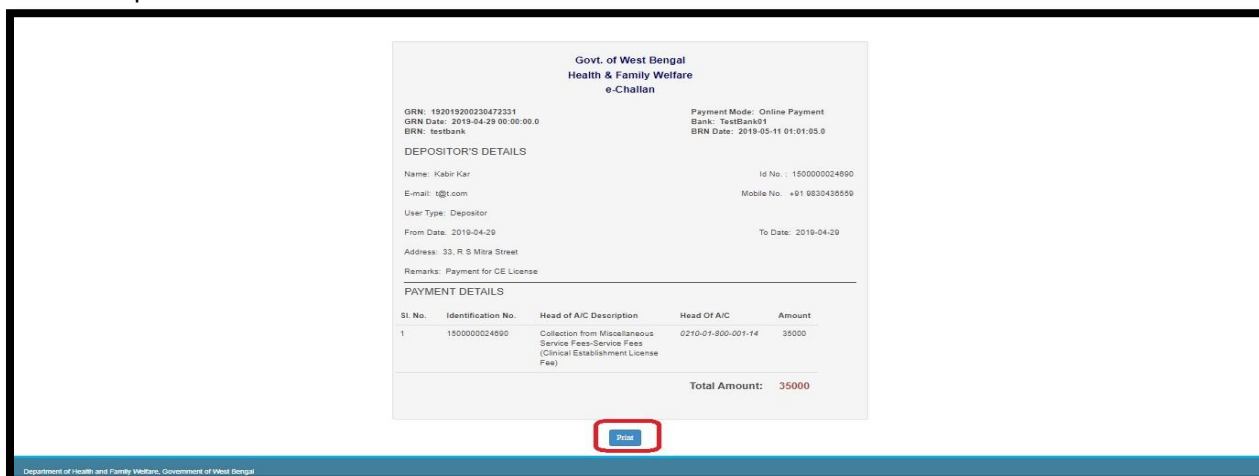 Govt. of West Bengal
Health & Family Welfare
e-Challan
GRN: 192019200230472331
Payment Mode: Online Payment
GRN Date: 2019-04-29 00:00:00.0
Bank: TestBank01
BRN: testbank
BRN Date: 2019-05-11 01:01:05.0
DEPOSITOR'S DETAILS
Name: Kabir Kar
Id No. : 1500000024690
E-mail: t@t.com
Mobile No. +91 9830436559
User Type: Depositor
From Date. 2019-04-29
To Date: 2019-04-29
Address: 33, R S Mitra Street
Remarks: Payment for CE License
PAYMENT DETAILS
Sl. No. Identification No. Head of A/C Description Head Of A/C Amount
1 1500000024690 Collection from Miscellaneous 0210-01-800-001-14 35000
Service Fees-Service Fees
(Clinical Establishment License
Fee)
Total Amount: 35000
Print
Department of Health and Family Welfare, Government of West Bengal